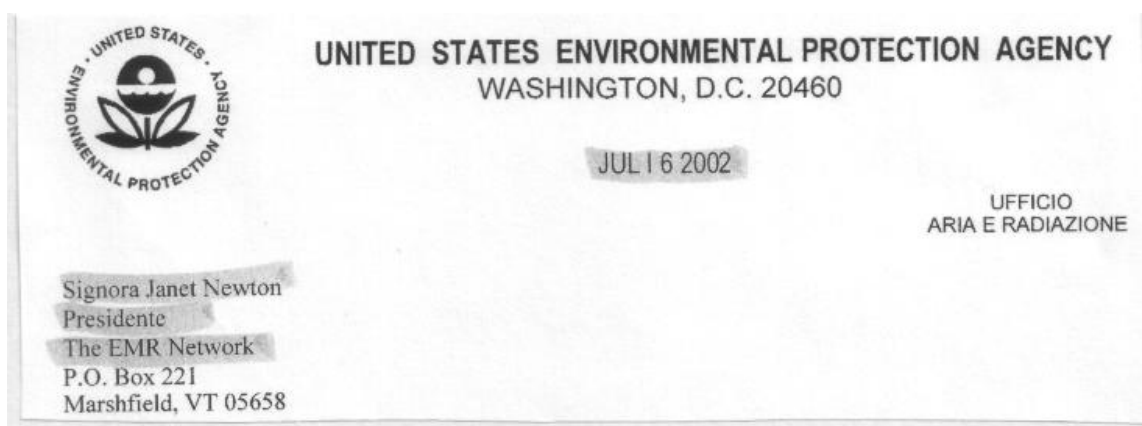 UNITED STATES ENVIRONMENTAL PROTECTION AGENCY
UNITED STATES ENVIRONMENTAL PROTECTION AGENCY
WASHINGTON, D.C. 20460
JUL I 6 2002
UFFICIO
ARIA E RADIAZIONE
Signora Janet Newton
Presidente
The EMR Network
P.O. Box 221
Marshfield, VT 05658